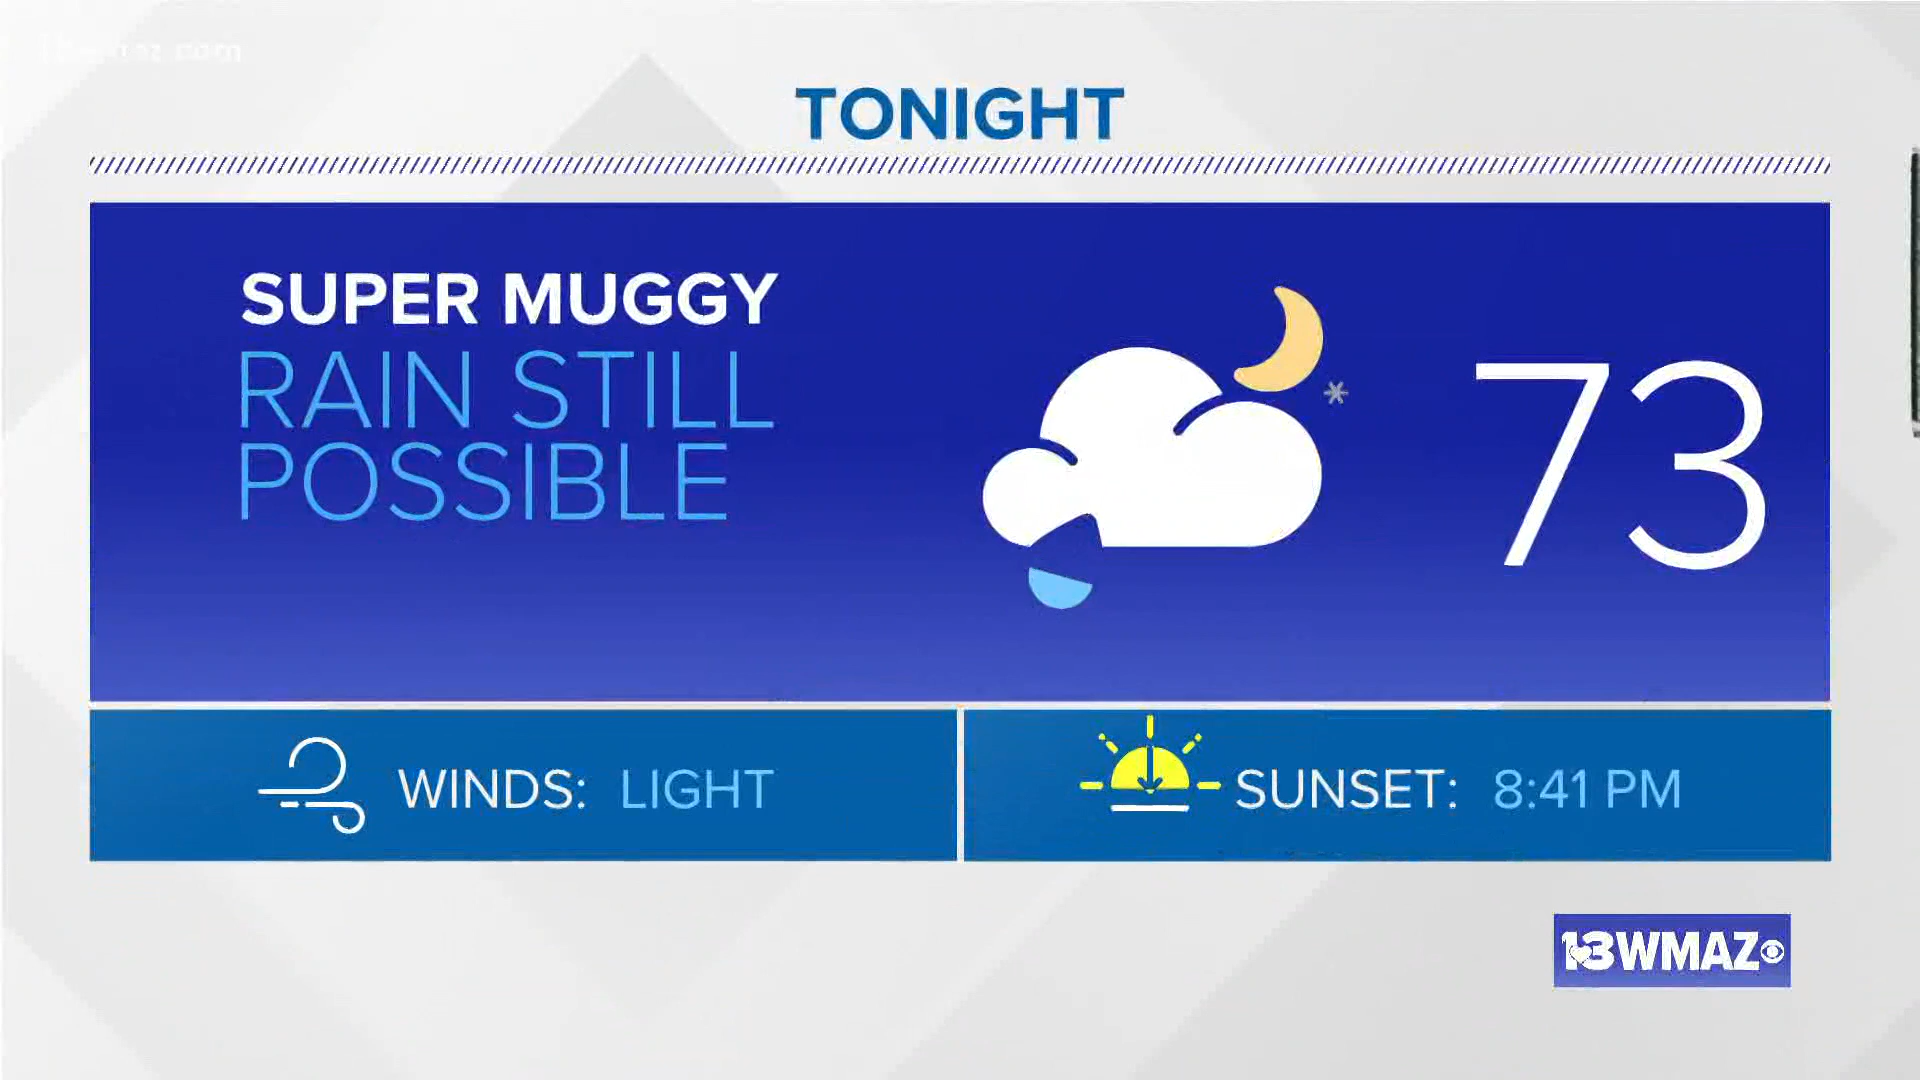 TONIGHT
SUPER MUGGY
RAIN STILL
POSSIBLE
73
WINDS: LIGHT
SUNSET: 8:41 PM
13WMAZ